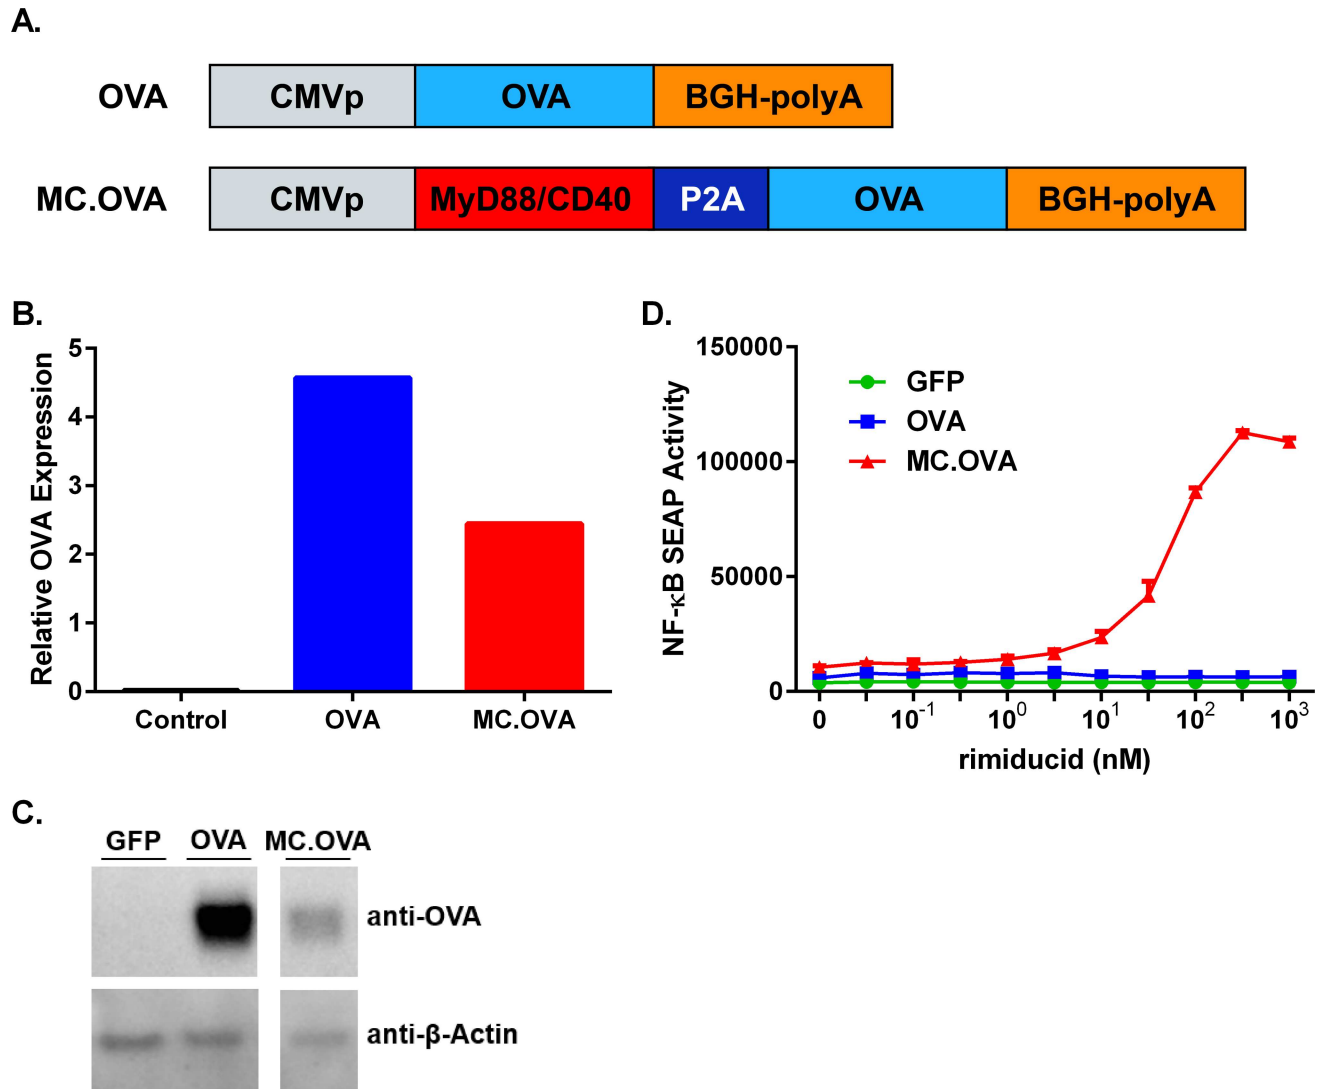 A.
OVA CMVp OVA BGH-polyA
MC.OVA CMVp MyD88/CD40 P2A OVA BGH-polyA
B.
Relative OVA Expression
5
4
3
2
1
0
Control OVA MC.OVA
D.
NF-κB SEAP Activity
150000
100000
50000
0
GFP
OVA
MC.OVA
0 10⁻¹ 10⁰ 10¹ 10² 10³
rimiducid (nM)
C.
GFP OVA MC.OVA
anti-OVA
anti-β-Actin